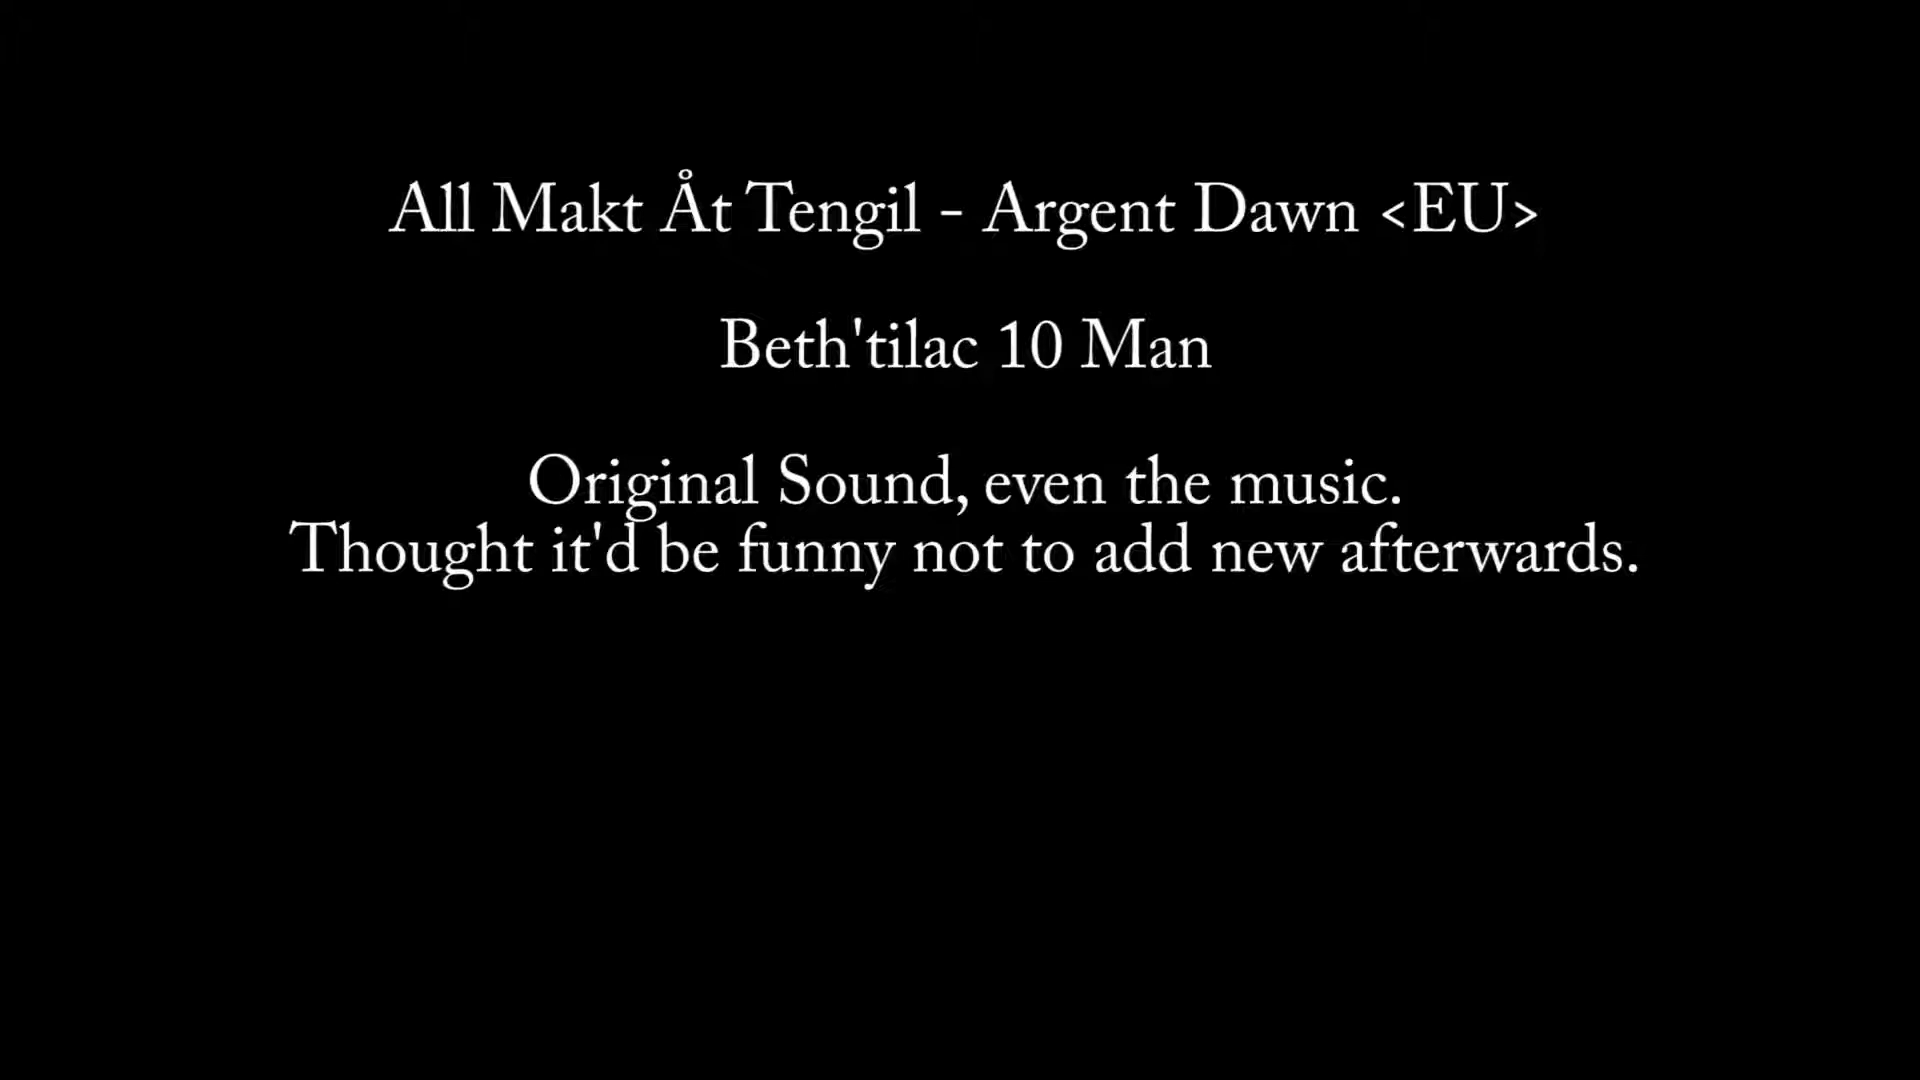 All Makt Åt Tengil - Argent Dawn <EU>
Beth'tilac 10 Man
Original Sound, even the music.
Thought it'd be funny not to add new afterwards.